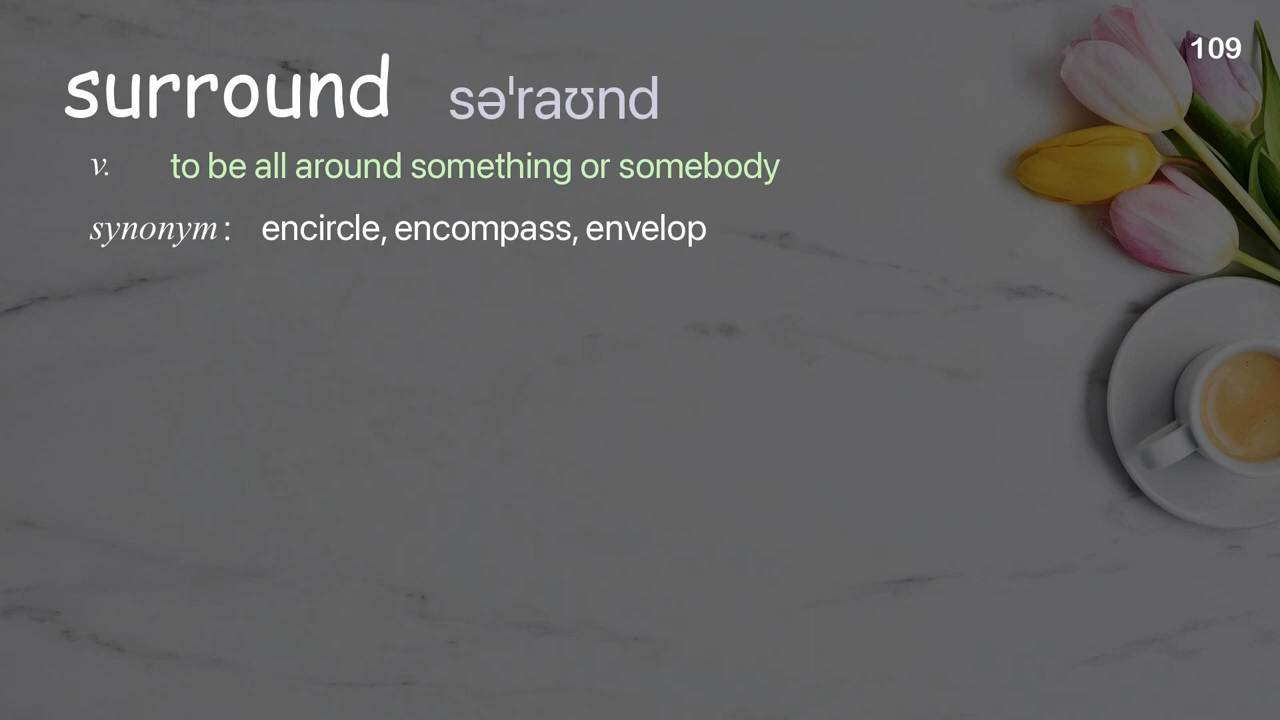 109
surround səˈraʊnd
v. to be all around something or somebody
synonym: encircle, encompass, envelop